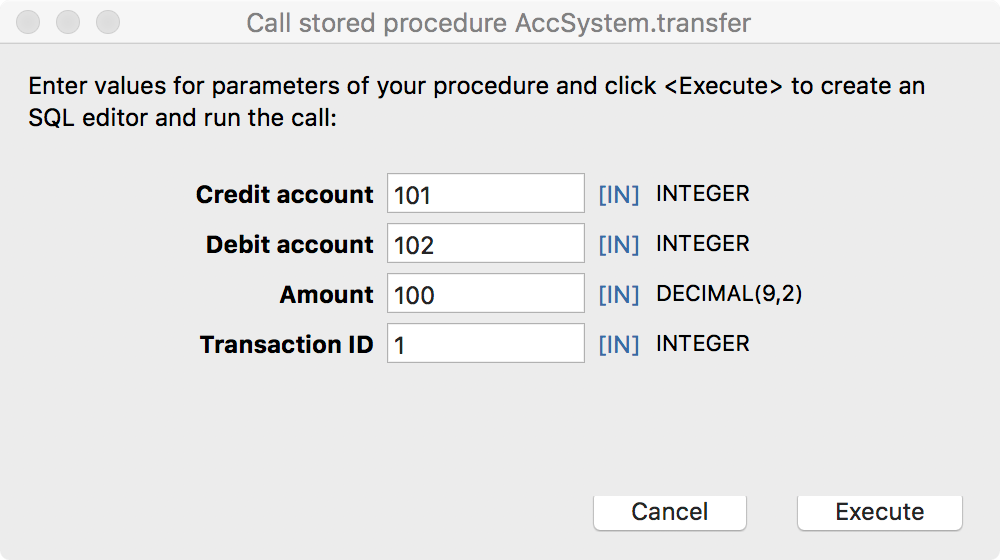 Call stored procedure AccSystem.transfer
Enter values for parameters of your procedure and click <Execute> to create an
SQL editor and run the call:
Credit account 101 [IN] INTEGER
Debit account 102 [IN] INTEGER
Amount 100 [IN] DECIMAL(9,2)
Transaction ID 1 [IN] INTEGER
Cancel Execute